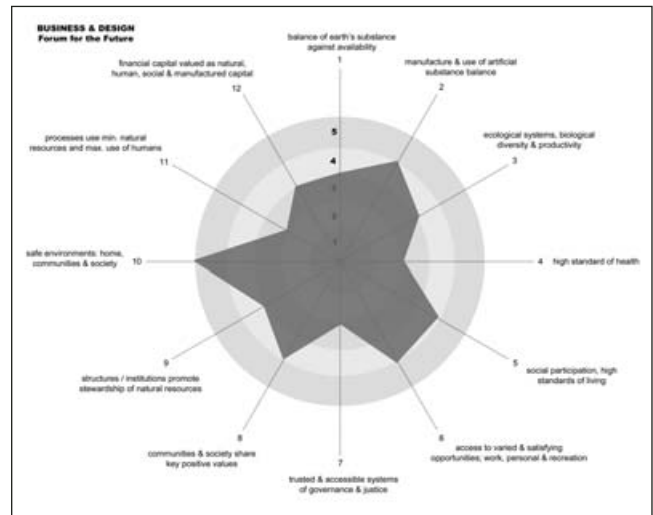 BUSINESS & DESIGN
Forum for the Future
balance of earth's substance
against availability
1
manufacture & use of artificial
substance balance
2
ecological systems, biological
diversity & productivity
3
4 high standard of health
5
social participation, high
standards of living
6
access to varied & satisfying
opportunities; work, personal & recreation
7
trusted & accessible systems
of governance & justice
8
communities & society share
key positive values
9
structures / institutions promote
stewardship of natural resources
safe environments: home,
communities & society
10
processes use min. natural
resources and max. use of humans
11
financial capital valued as natural,
human, social & manufactured capital
12
5
4
3
2
1